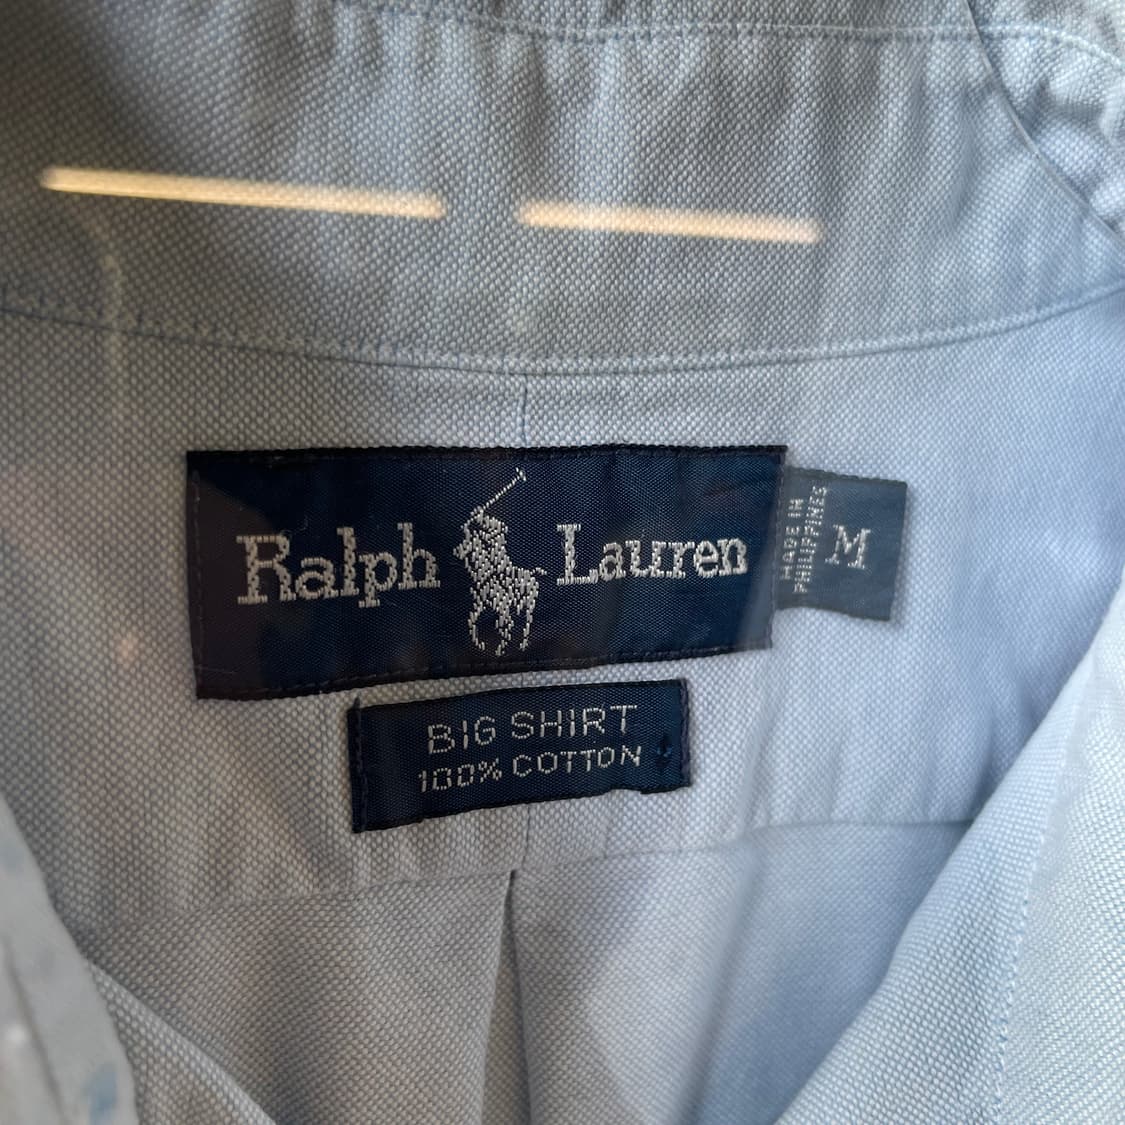 Ralph Lauren
MADE IN
PHILIPPINES
M
BIG SHIRT
100% COTTON